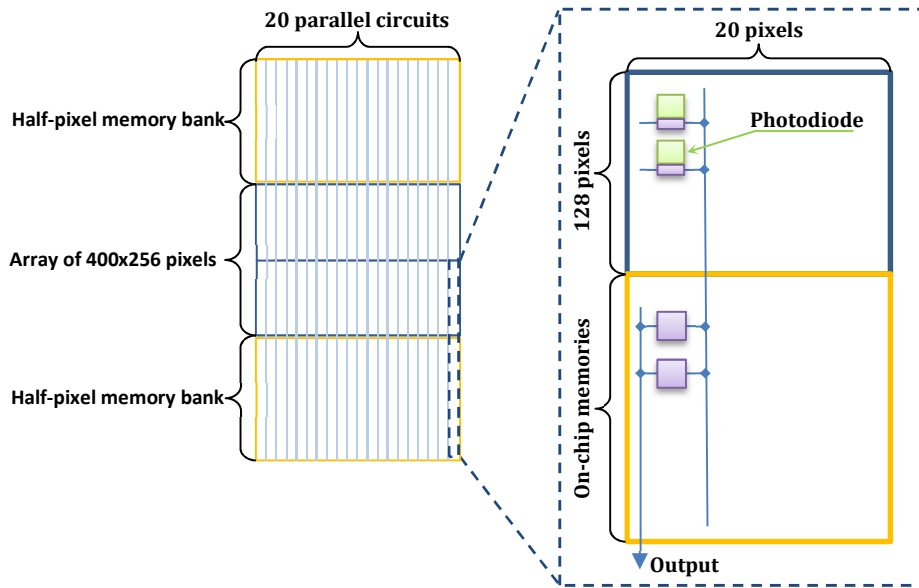 20 parallel circuits
Half-pixel memory bank
Array of 400x256 pixels
Half-pixel memory bank
20 pixels
Photodiode
128 pixels
On-chip memories
Output